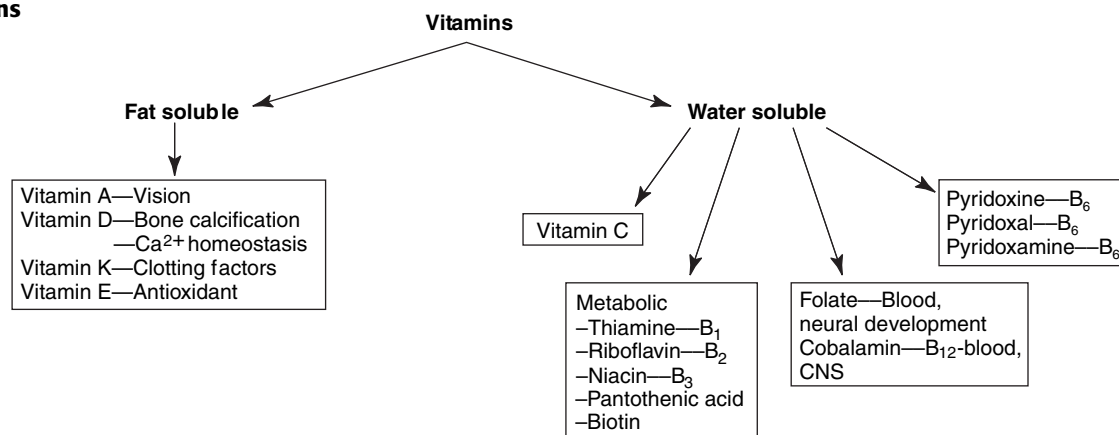 ns
Vitamins
Fat soluble
Water soluble
Vitamin A—Vision
Vitamin D—Bone calcification
—Ca²⁺ homeostasis
Vitamin K—Clotting factors
Vitamin E—Antioxidant
Vitamin C
Metabolic
–Thiamine—B₁
–Riboflavin—B₂
–Niacin—B₃
–Pantothenic acid
–Biotin
Folate—Blood,
neural development
Cobalamin—B₁₂-blood,
CNS
Pyridoxine—B₆
Pyridoxal—B₆
Pyridoxamine—B₆